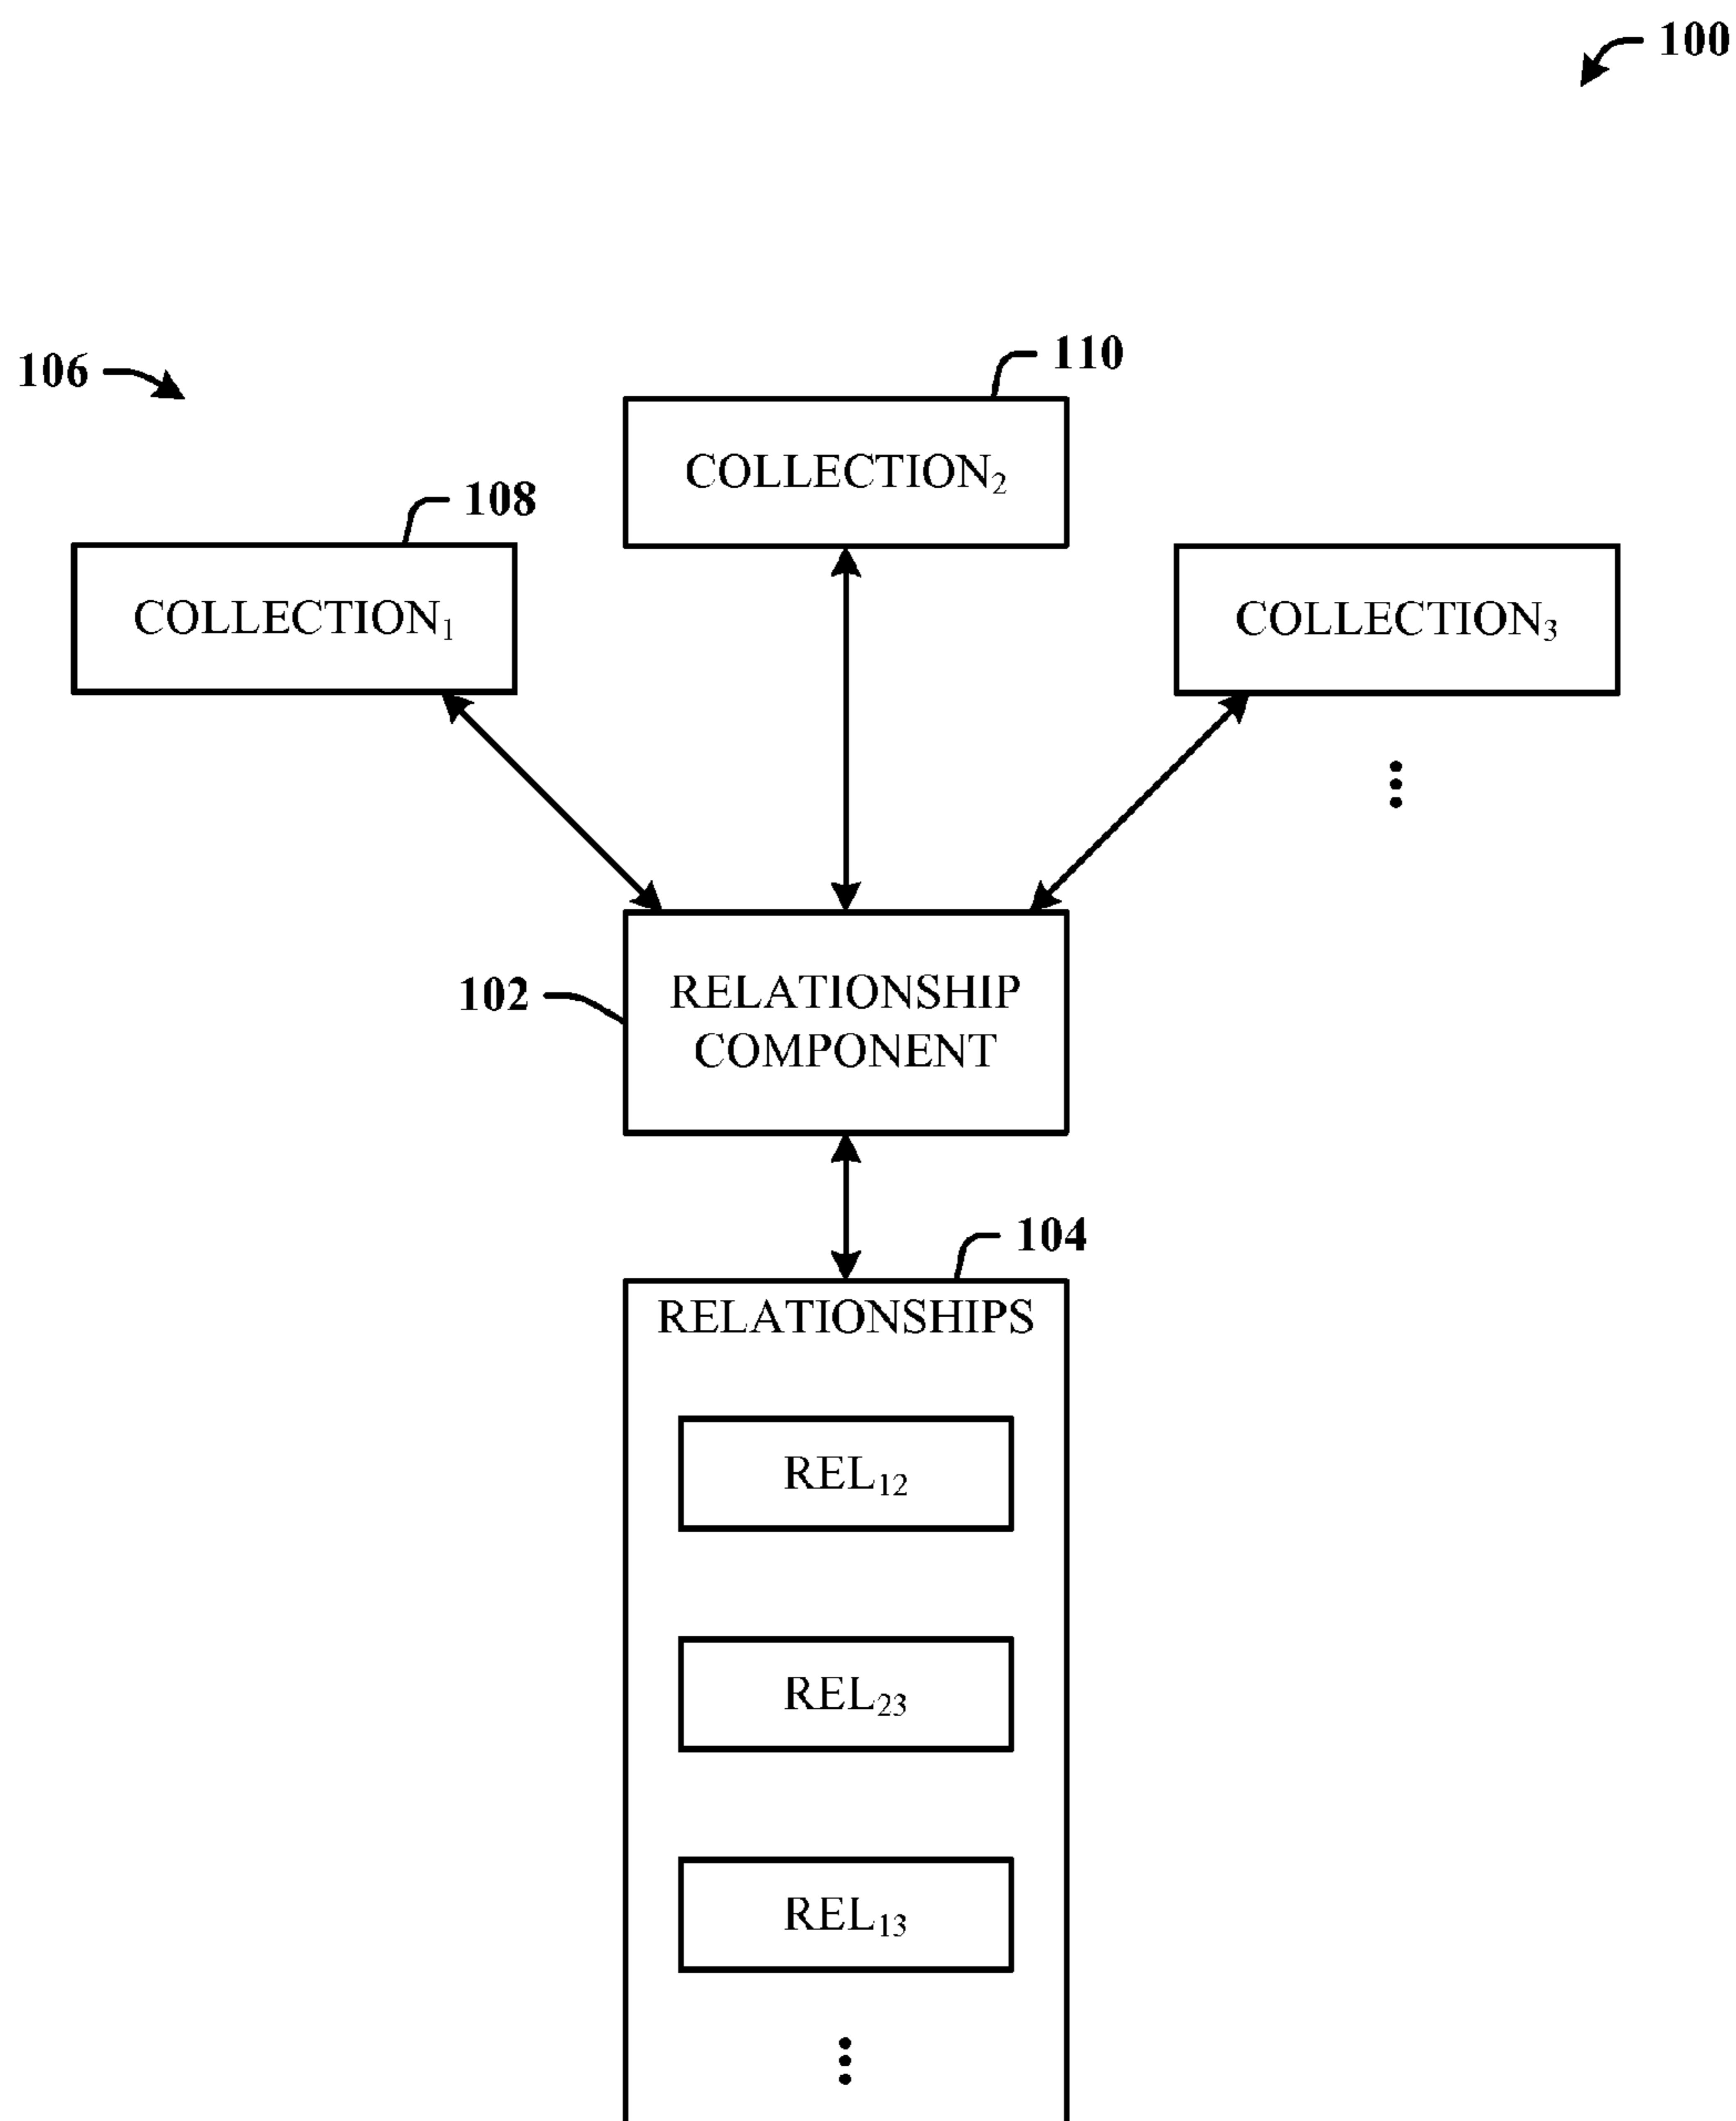 100
106
110
COLLECTION₂
108
COLLECTION₁
COLLECTION₃
102
RELATIONSHIP
COMPONENT
104
RELATIONSHIPS
REL₁₂
REL₂₃
REL₁₃